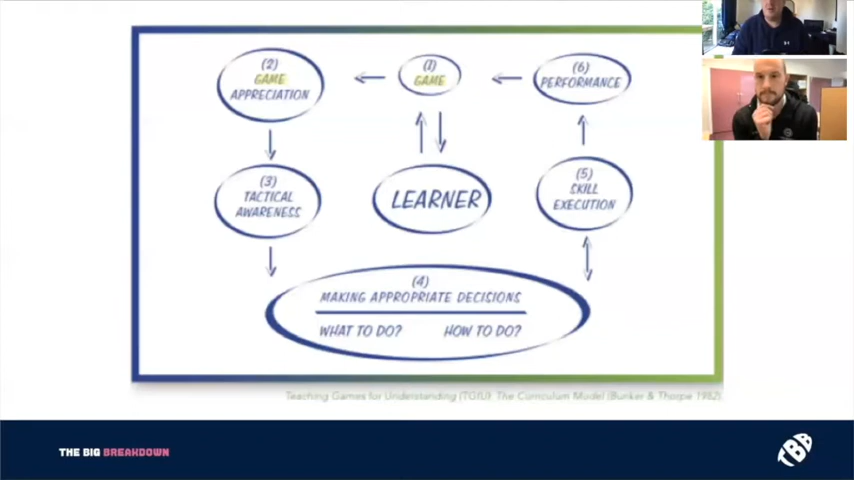 (2)
GAME
APPRECIATION
(1)
GAME
(6)
PERFORMANCE
(3)
TACTICAL
AWARENESS
LEARNER
(5)
SKILL
EXECUTION
(4)
MAKING APPROPRIATE DECISIONS
WHAT TO DO?
HOW TO DO?
Teaching Games for Understanding (TGfU): The Curriculum Model (Bunker & Thorpe 1982)
THE BIG BREAKDOWN
TBB